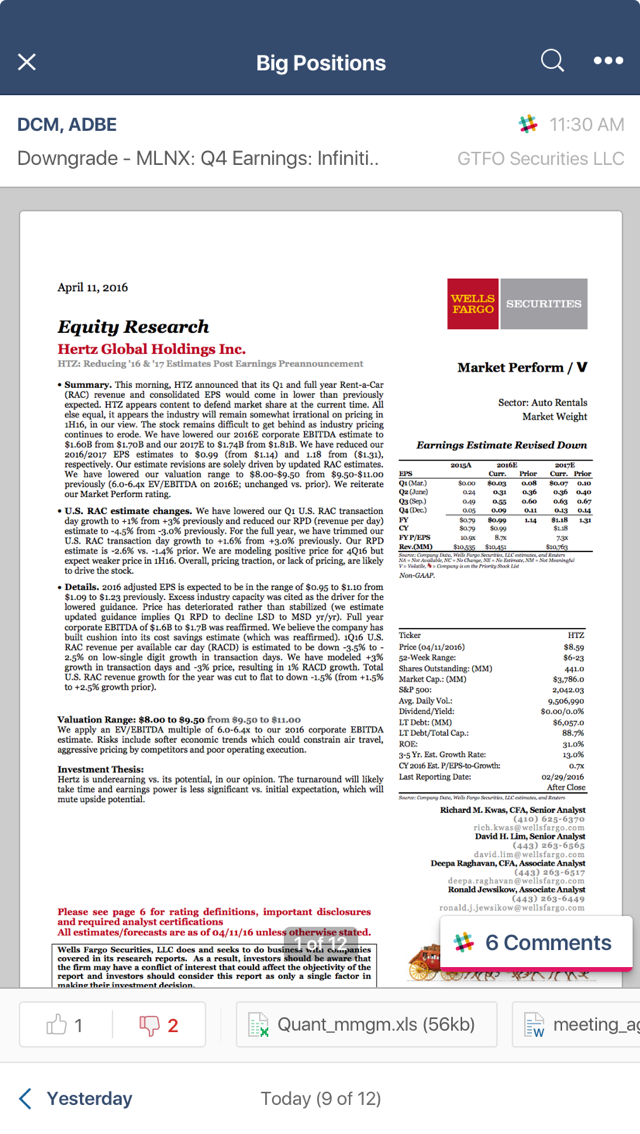 Big Positions
DCM, ADBE
11:30 AM
Downgrade - MLNX: Q4 Earnings: Infiniti..
GTFO Securities LLC
April 11, 2016
WELLS
FARGO
SECURITIES
Equity Research
Hertz Global Holdings Inc.
HTZ: Reducing '16 & '17 Estimates Post Earnings Preannouncement
• Summary. This morning, HTZ announced that its Q1 and full year Rent-a-Car
(RAC) revenue and consolidated EPS would come in lower than previously
expected. HTZ appears content to defend market share at the current time. All
else equal, it appears the industry will remain somewhat irrational on pricing in
1H16, in our view. The stock remains difficult to get behind as industry pricing
continues to erode. We have lowered our 2016E corporate EBITDA estimate to
$1.60B from $1.70B and our 2017E to $1.74B from $1.81B. We have reduced our
2016/2017 EPS estimates to $0.99 (from $1.14) and 1.18 from ($1.31),
respectively. Our estimate revisions are solely driven by updated RAC estimates.
We have lowered our valuation range to $8.00-$9.50 from $9.50-$11.00
previously (6.0-6.4x EV/EBITDA on 2016E; unchanged vs. prior). We reiterate
our Market Perform rating.
• U.S. RAC estimate changes. We have lowered our Q1 U.S. RAC transaction
day growth to +1% from +3% previously and reduced our RPD (revenue per day)
estimate to -4.5% from -3.0% previously. For the full year, we have trimmed our
U.S. RAC transaction day growth to +1.6% from +3.0% previously. Our RPD
estimate is -2.6% vs. -1.4% prior. We are modeling positive price for 4Q16 but
expect weaker price in 1H16. Overall, pricing traction, or lack of pricing, are likely
to drive the stock.
• Details. 2016 adjusted EPS is expected to be in the range of $0.95 to $1.10 from
$1.09 to $1.23 previously. Excess industry capacity was cited as the driver for the
lowered guidance. Price has deteriorated rather than stabilized (we estimate
updated guidance implies Q1 RPD to decline LSD to MSD yr/yr). Full year
corporate EBITDA of $1.6B to $1.7B was reaffirmed. We believe the company has
built cushion into its cost savings estimate (which was reaffirmed). 1Q16 U.S.
RAC revenue per available car day (RACD) is estimated to be down -3.5% to -
2.5% on low-single digit growth in transaction days. We have modeled +3%
growth in transaction days and -3% price, resulting in 1% RACD growth. Total
U.S. RAC revenue growth for the year was cut to flat to down -1.5% (from +1.5%
to +2.5% growth prior).
Valuation Range: $8.00 to $9.50 from $9.50 to $11.00
We apply an EV/EBITDA multiple of 6.0-6.4x to our 2016 corporate EBITDA
estimate. Risks include softer economic trends which could constrain air travel,
aggressive pricing by competitors and poor operating execution.
Investment Thesis:
Hertz is underearning vs. its potential, in our opinion. The turnaround will likely
take time and earnings power is less significant vs. initial expectation, which will
mute upside potential.
Please see page 6 for rating definitions, important disclosures
and required analyst certifications
All estimates/forecasts are as of 04/11/16 unless otherwise stated.
Wells Fargo Securities, LLC does and seeks to do business with companies
covered in its research reports. As a result, investors should be aware that
the firm may have a conflict of interest that could affect the objectivity of the
report and investors should consider this report as only a single factor in
making their investment decision.
Market Perform / V
Sector: Auto Rentals
Market Weight
Earnings Estimate Revised Down
2015A 2016E 2017E
EPS Curr. Prior Curr. Prior
Q1 (Mar.) $0.00 $0.03 0.08 $0.07 0.10
Q2 (June) 0.24 0.31 0.36 0.36 0.40
Q3 (Sep.) 0.49 0.55 0.60 0.63 0.67
Q4 (Dec.) 0.05 0.09 0.11 0.13 0.14
FY $0.79 $0.99 1.14 $1.18 1.31
CY $0.79 $0.99 $1.18
FY P/EPS 10.9x 8.7x 7.3x
Rev.(MM) $10,535 $10,451 $10,763
Source: Company Data, Wells Fargo Securities, LLC estimates, and Reuters
NA = Not Available, NC = No Change, NE = No Estimate, NM = Not Meaningful
V = Volatile, = Company is on the Priority Stock List
Non-GAAP.
Ticker HTZ
Price (04/11/2016) $8.59
52-Week Range: $6-23
Shares Outstanding: (MM) 441.0
Market Cap.: (MM) $3,786.0
S&P 500: 2,042.03
Avg. Daily Vol.: 9,506,990
Dividend/Yield: $0.00/0.0%
LT Debt: (MM) $6,057.0
LT Debt/Total Cap.: 88.7%
ROE: 31.0%
3-5 Yr. Est. Growth Rate: 13.0%
CY 2016 Est. P/EPS-to-Growth: 0.7x
Last Reporting Date: 02/29/2016
After Close
Source: Company Data, Wells Fargo Securities, LLC estimates, and Reuters
Richard M. Kwas, CFA, Senior Analyst
(410) 625-6370
rich.kwas@wellsfargo.com
David H. Lim, Senior Analyst
(443) 263-6565
david.lim@wellsfargo.com
Deepa Raghavan, CFA, Associate Analyst
(443) 263-6517
deepa.raghavan@wellsfargo.com
Ronald Jewsikow, Associate Analyst
(443) 263-6449
ronald.j.jewsikow@wellsfargo.com
1 of 12
6 Comments
1
2
Quant_mmgm.xls (56kb)
meeting_ag
Yesterday
Today (9 of 12)